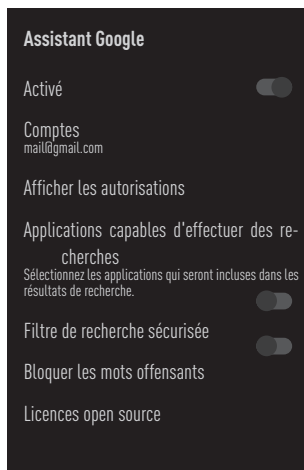 Assistant Google
Activé
Comptes
mail@gmail.com
Afficher les autorisations
Applications capables d'effectuer des re-
cherches
Sélectionnez les applications qui seront incluses dans les
résultats de recherche.
Filtre de recherche sécurisée
Bloquer les mots offensants
Licences open source